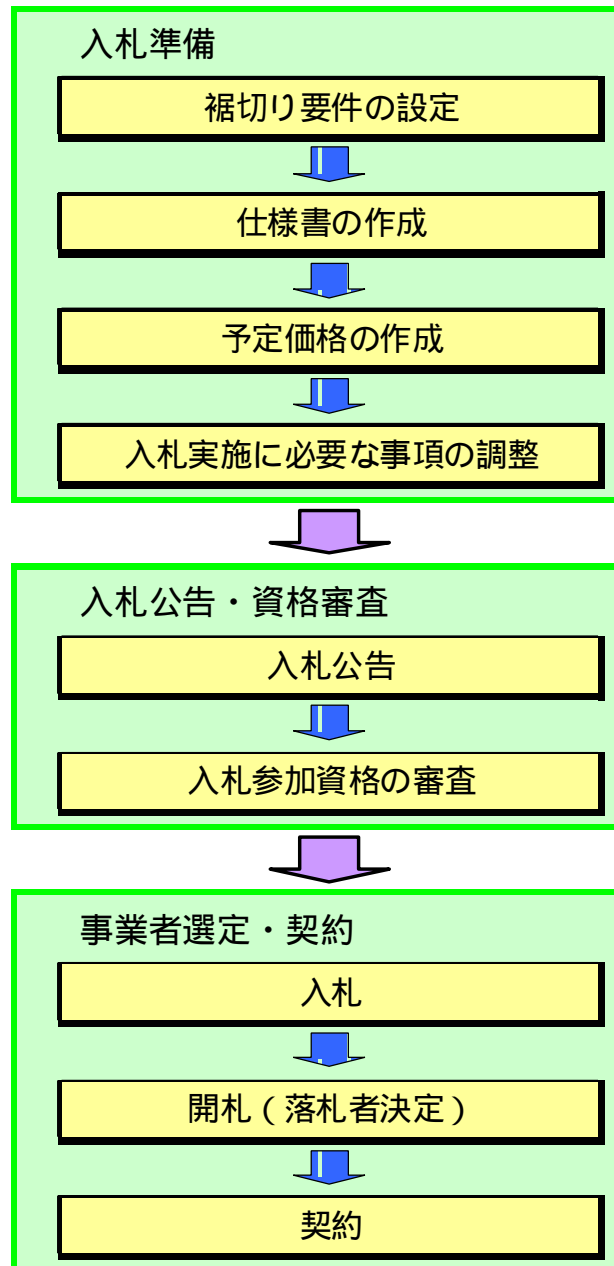 入札準備
裾切り要件の設定
仕様書の作成
予定価格の作成
入札実施に必要な事項の調整
入札公告・資格審査
入札公告
入札参加資格の審査
事業者選定・契約
入札
開札（落札者決定）
契約